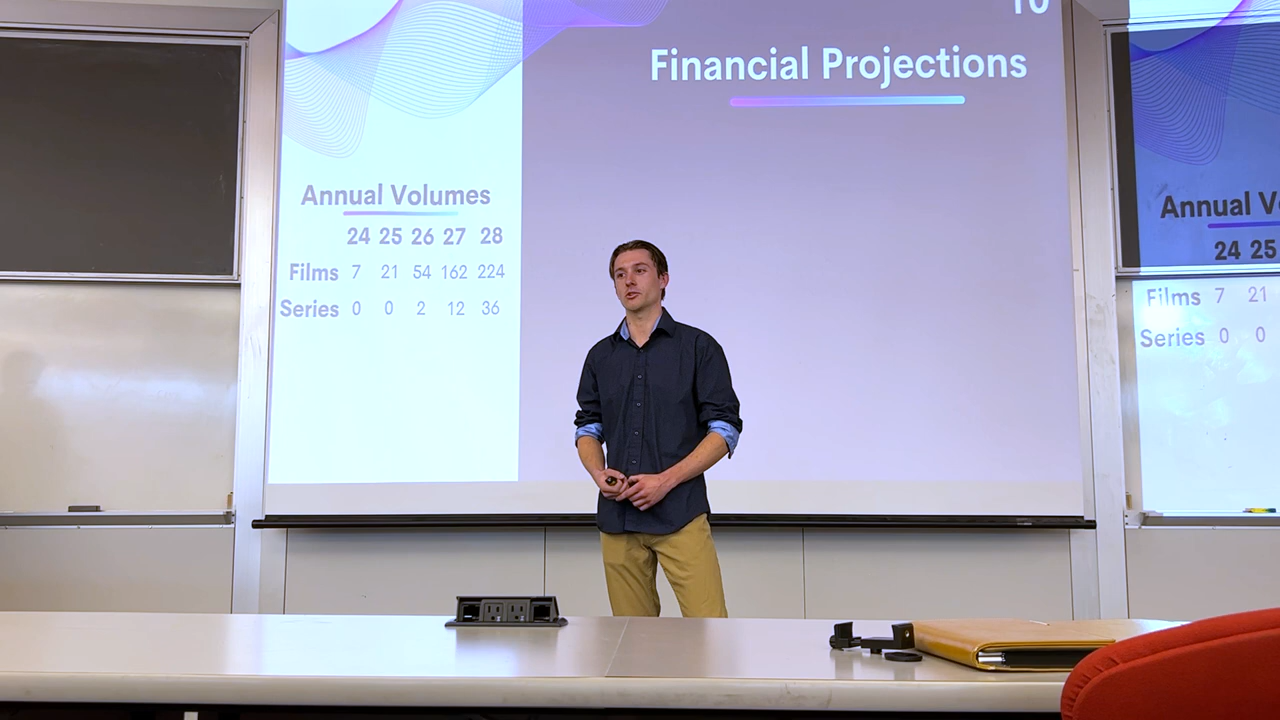 10
Financial Projections
Annual Volumes
24 25 26 27 28
Films 7 21 54 162 224
Series 0 0 2 12 36
Annual
24 25
Films 7 21
Series 0 0